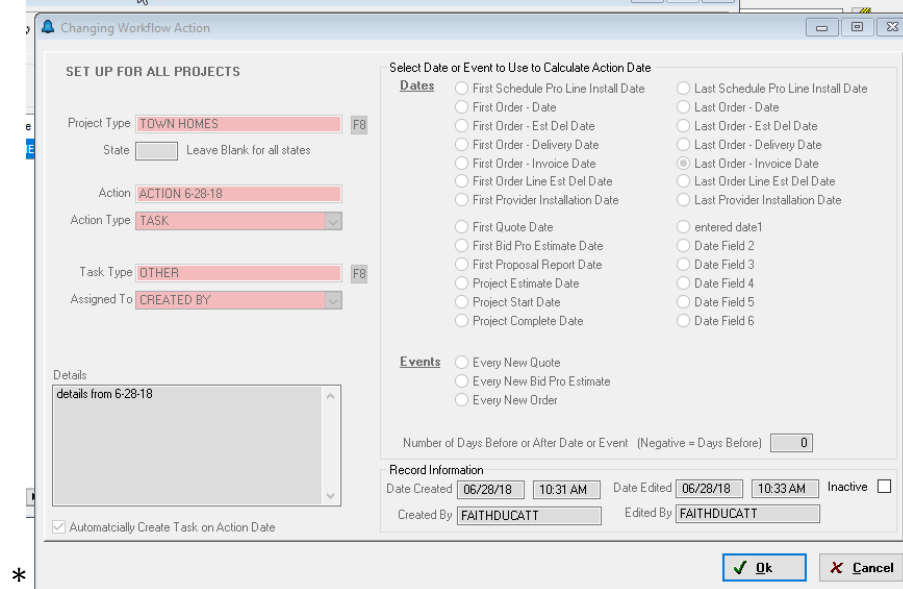 Changing Workflow Action
SET UP FOR ALL PROJECTS
Project Type TOWN HOMES F8
State Leave Blank for all states
Action ACTION 6-28-18
Action Type TASK
Task Type OTHER F8
Assigned To CREATED BY
Details
details from 6-28-18
Automatcially Create Task on Action Date
Select Date or Event to Use to Calculate Action Date
Dates
First Schedule Pro Line Install Date
First Order - Date
First Order - Est Del Date
First Order - Delivery Date
First Order - Invoice Date
First Order Line Est Del Date
First Provider Installation Date
First Quote Date
First Bid Pro Estimate Date
First Proposal Report Date
Project Estimate Date
Project Start Date
Project Complete Date
Last Schedule Pro Line Install Date
Last Order - Date
Last Order - Est Del Date
Last Order - Delivery Date
Last Order - Invoice Date
Last Order Line Est Del Date
Last Provider Installation Date
entered date1
Date Field 2
Date Field 3
Date Field 4
Date Field 5
Date Field 6
Events
Every New Quote
Every New Bid Pro Estimate
Every New Order
Number of Days Before or After Date or Event (Negative = Days Before) 0
Record Information
Date Created 06/28/18 10:31 AM Date Edited 06/28/18 10:33 AM Inactive
Created By FAITHDUCATT Edited By FAITHDUCATT
* Ok Cancel